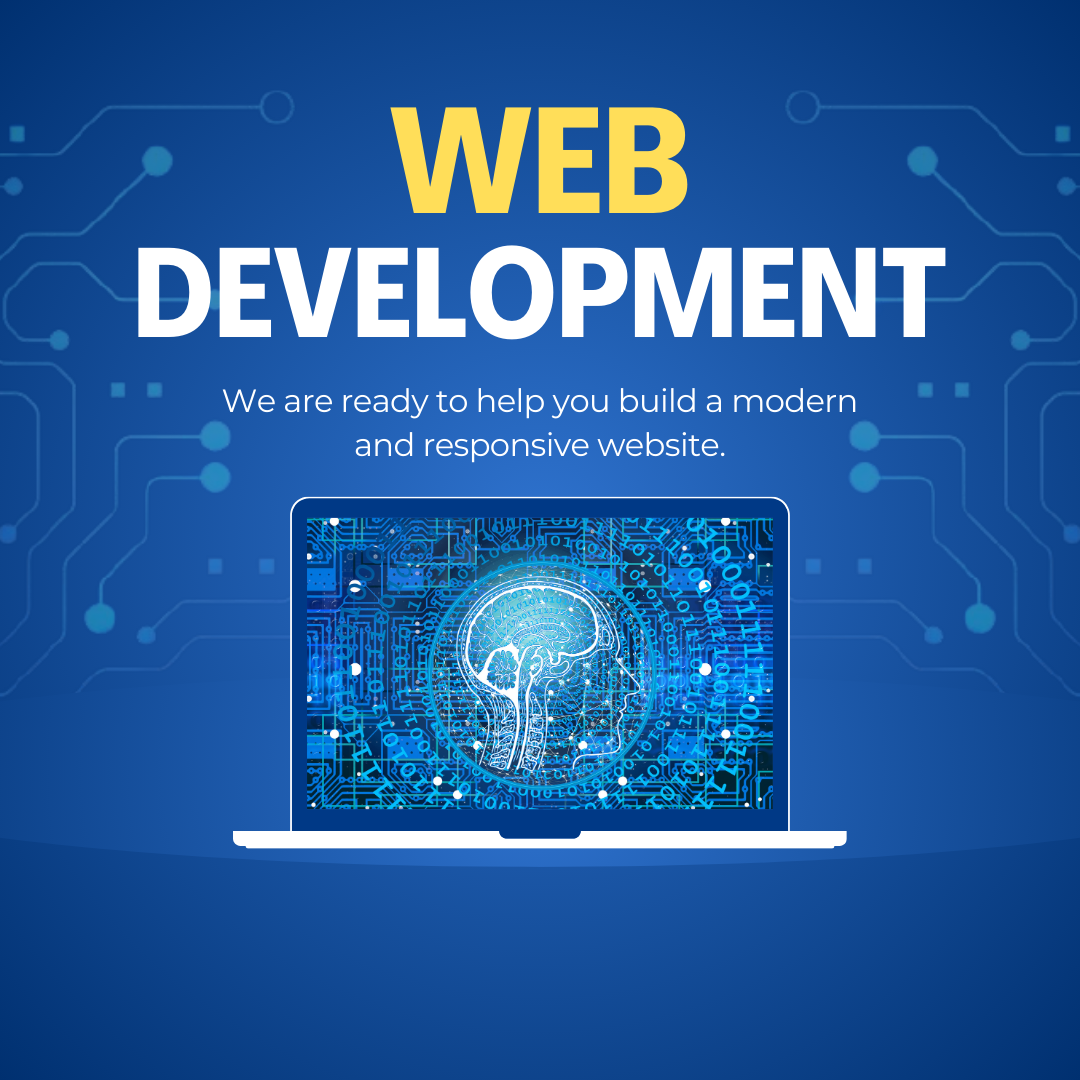 WEB
DEVELOPMENT
We are ready to help you build a modern
and responsive website.